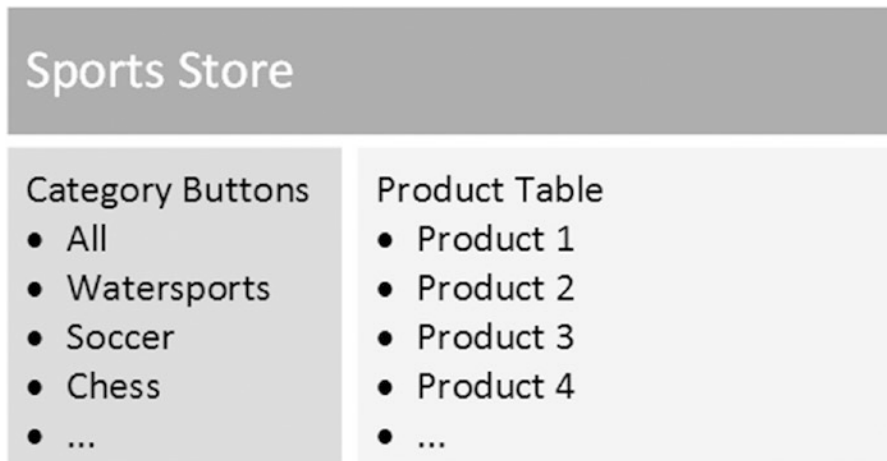 Sports Store
Category Buttons
• All
• Watersports
• Soccer
• Chess
• ...
Product Table
• Product 1
• Product 2
• Product 3
• Product 4
• ...